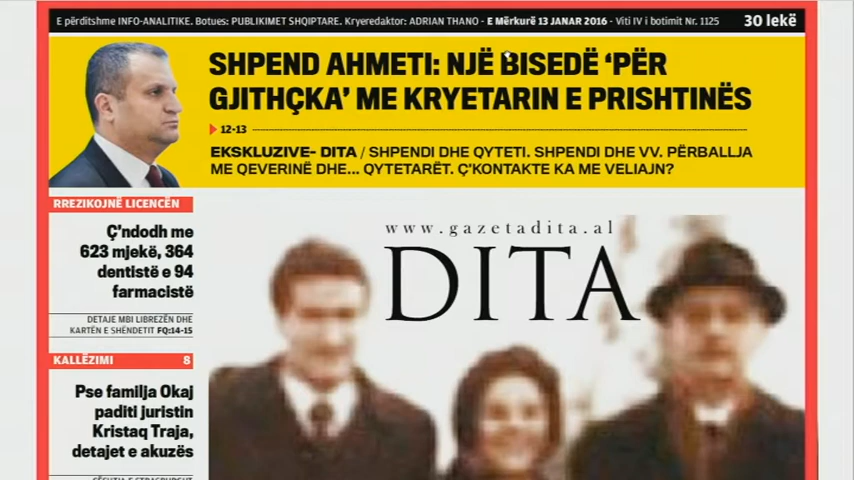 E përditshme INFO-ANALITIKE. Botues: PUBLIKIMET SHQIPTARE. Kryeredaktor: ADRIAN THANO - E Mërkurë 13 JANAR 2016 - Viti IV i botimit Nr. 1125 30 lekë
SHPEND AHMETI: NJË BISEDË ‘PËR
GJITHÇKA’ ME KRYETARIN E PRISHTINËS
12-13
EKSKLUZIVE- DITA / SHPENDI DHE QYTETI. SHPENDI DHE VV. PËRBALLJA
ME QEVERINË DHE... QYTETARËT. Ç'KONTAKTE KA ME VELIAJN?
RREZIKOJNË LICENCËN
Ç'ndodh me
623 mjekë, 364
dentistë e 94
farmacistë
DETAJE MBI LIBREZËN DHE
KARTËN E SHËNDETIT FQ:14-15
KALLËZIMI 8
Pse familja Okaj
paditi juristin
Kristaq Traja,
detajet e akuzës
www.gazetadita.al
DITA